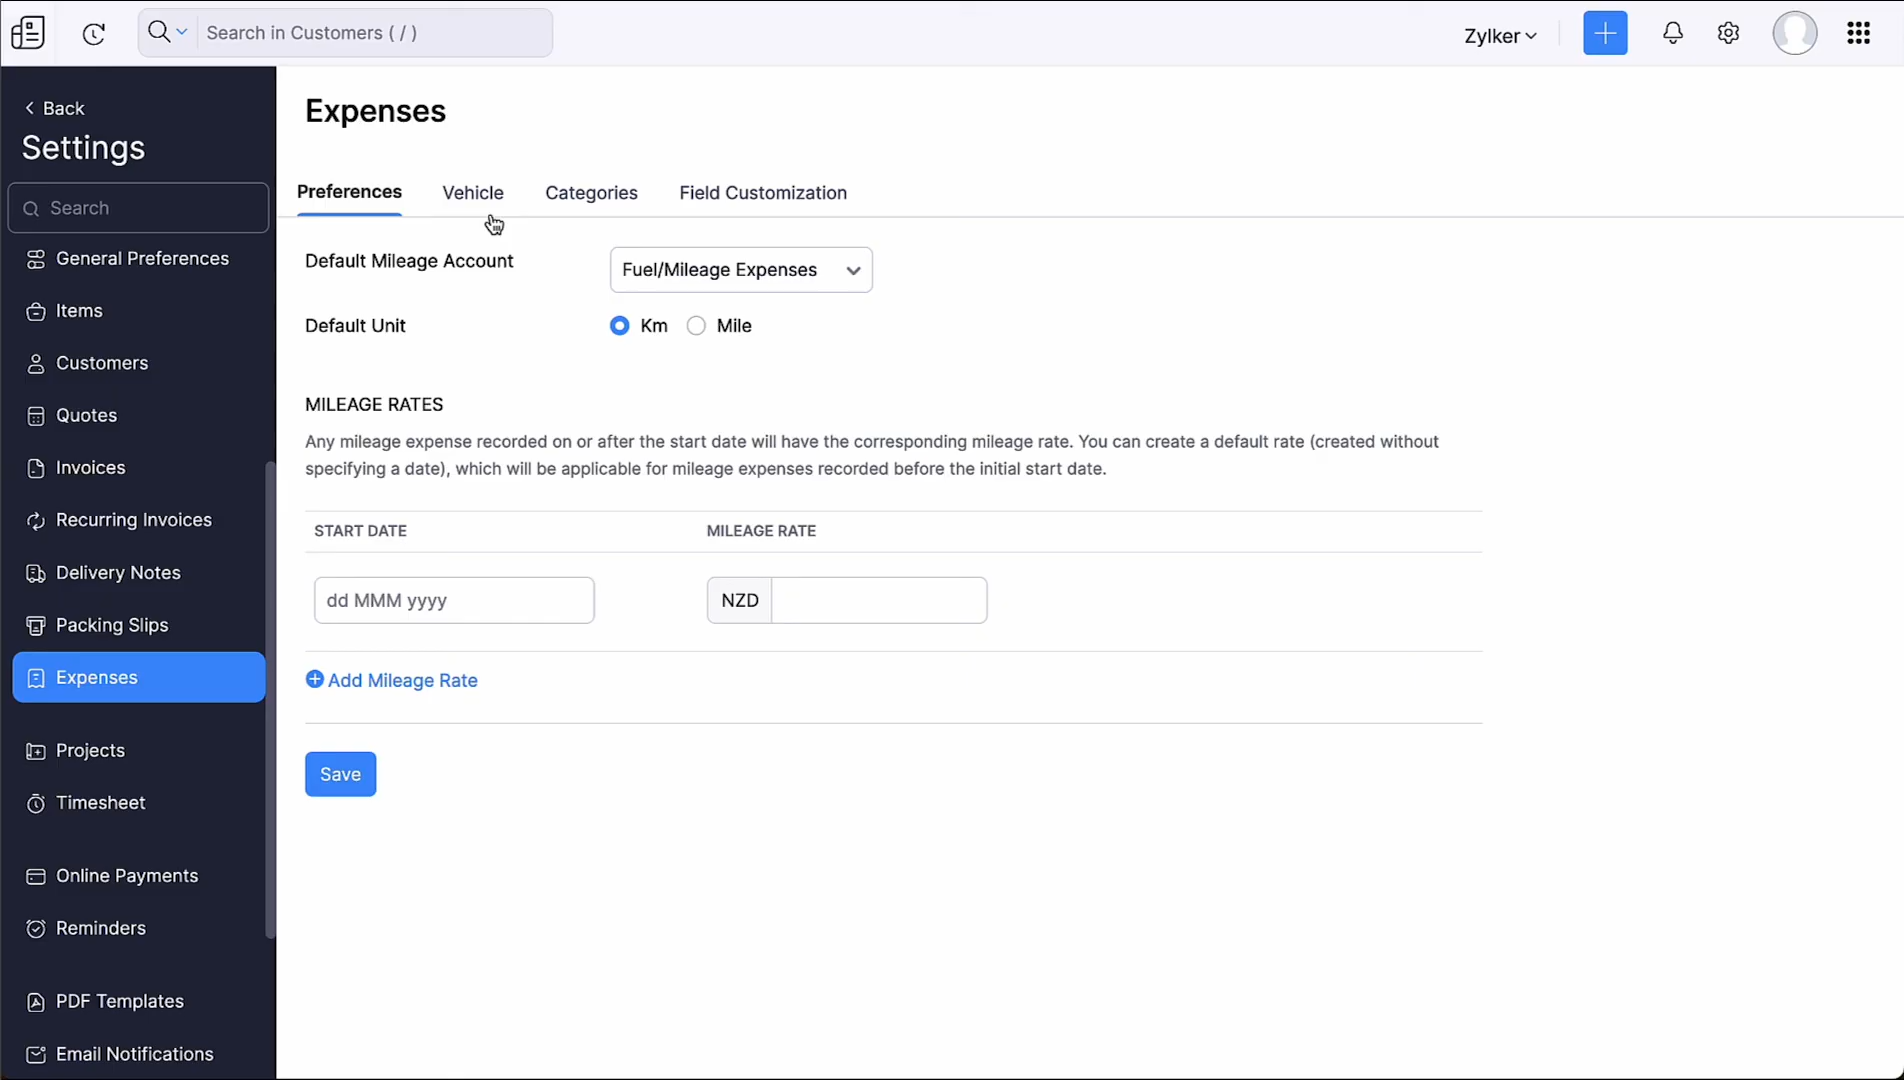 Search in Customers ( / )
Zylker
Back
Settings
Search
General Preferences
Items
Customers
Quotes
Invoices
Recurring Invoices
Delivery Notes
Packing Slips
Expenses
Projects
Timesheet
Online Payments
Reminders
PDF Templates
Email Notifications
Expenses
Preferences Vehicle Categories Field Customization
Default Mileage Account Fuel/Mileage Expenses
Default Unit Km Mile
MILEAGE RATES
Any mileage expense recorded on or after the start date will have the corresponding mileage rate. You can create a default rate (created without
specifying a date), which will be applicable for mileage expenses recorded before the initial start date.
START DATE MILEAGE RATE
dd MMM yyyy NZD
Add Mileage Rate
Save